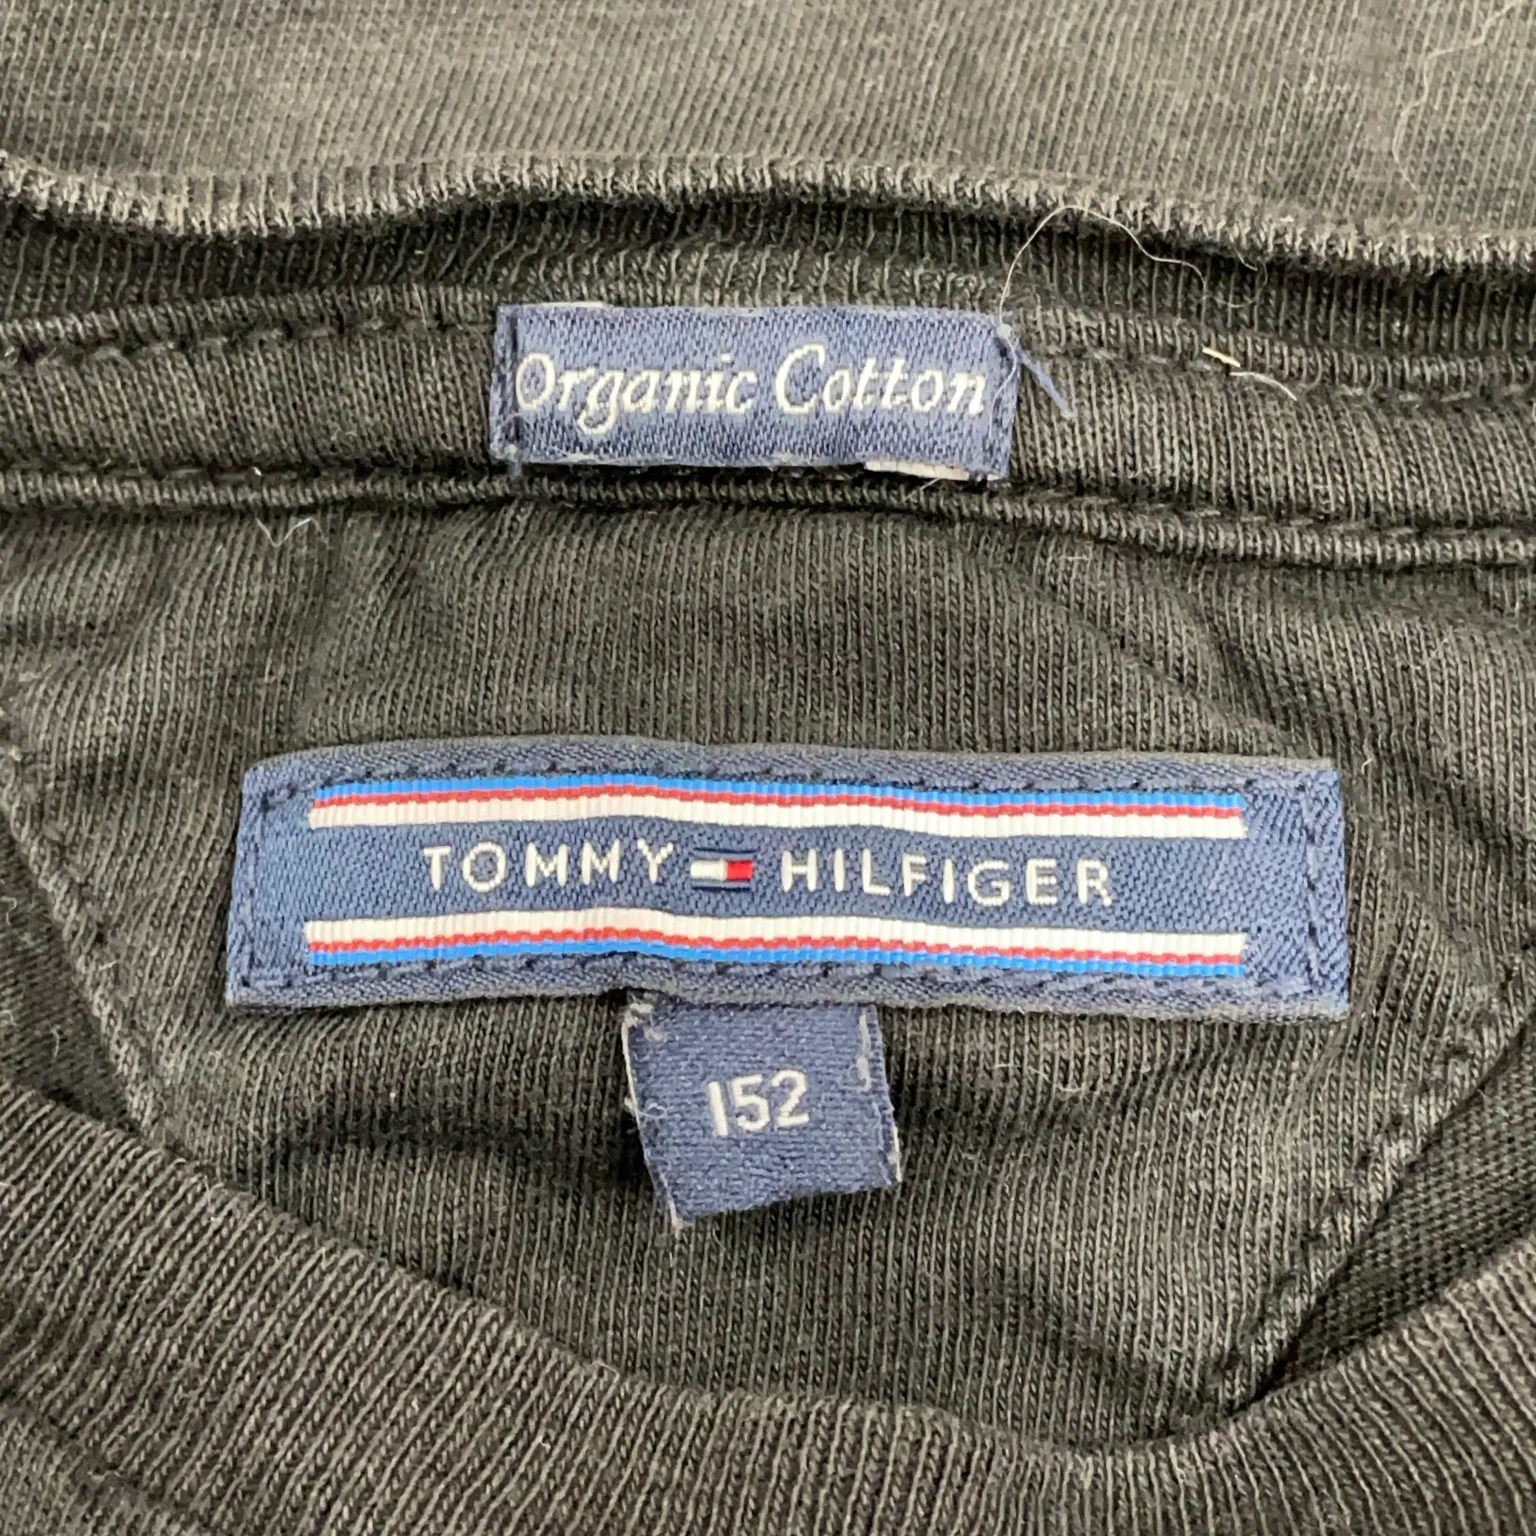 Organic Cotton
TOMMY HILFIGER
152